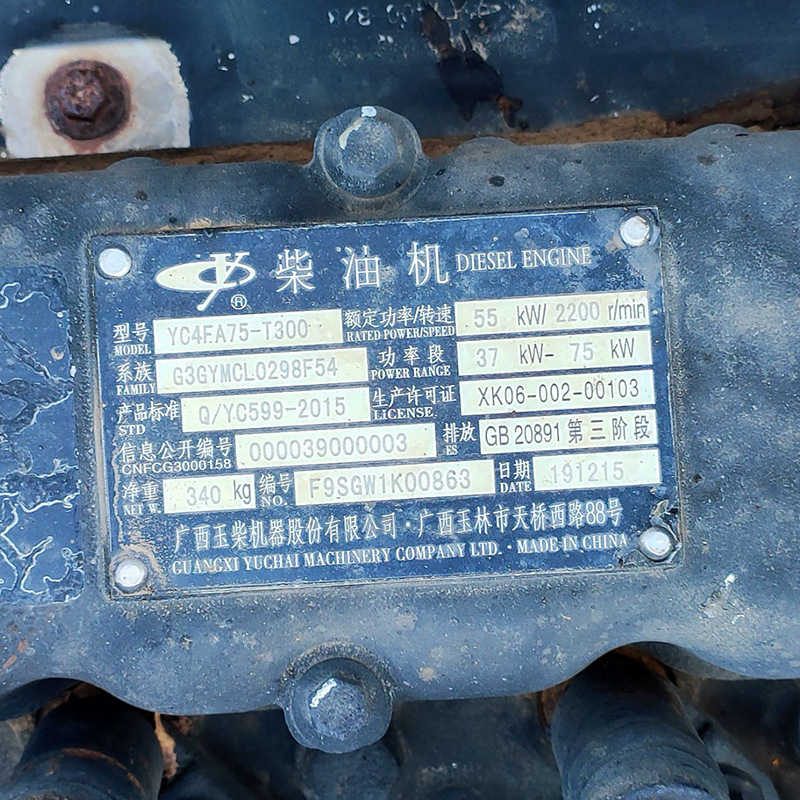 柴油机 DIESEL ENGINE
型号 YC4FA75-T300 额定功率/转速 55 kW/ 2200 r/min
MODEL RATED POWER/SPEED
系族 G3GYMCL0298F54 功率段 37 kW- 75 kW
FAMILY POWER RANGE
产品标准 Q/YC599-2015 生产许可证 XK06-002-00103
STD LICENSE
信息公开编号 000039000003 排放 GB 20891 第三阶段
CNFCG3000158 ES
净重 340 kg 编号 F9SGW1K00863 日期 191215
NET W. NO. DATE
广西玉柴机器股份有限公司·广西玉林市天桥西路88号
GUANGXI YUCHAI MACHINERY COMPANY LTD. · MADE IN CHINA